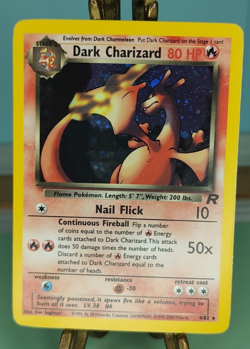 Evolves from Dark Charmeleon Put Dark Charizard on the Stage 1 card
STAGE 2
Dark Charizard 80 HP
Flame Pokémon. Length: 5' 7", Weight: 200 lbs.
Nail Flick 10
Continuous Fireball Flip a
number of coins equal to the number of Energy
cards attached to Dark Charizard. This attack
does 50 damage times the number of
heads. Discard a number of Energy cards
attached to Dark Charizard equal to the
number of heads.
50x
weakness resistance retreat cost
-30
Seemingly possessed, it spews fire like a volcano, trying to
burn all it sees. LV. 38 #6
4/82